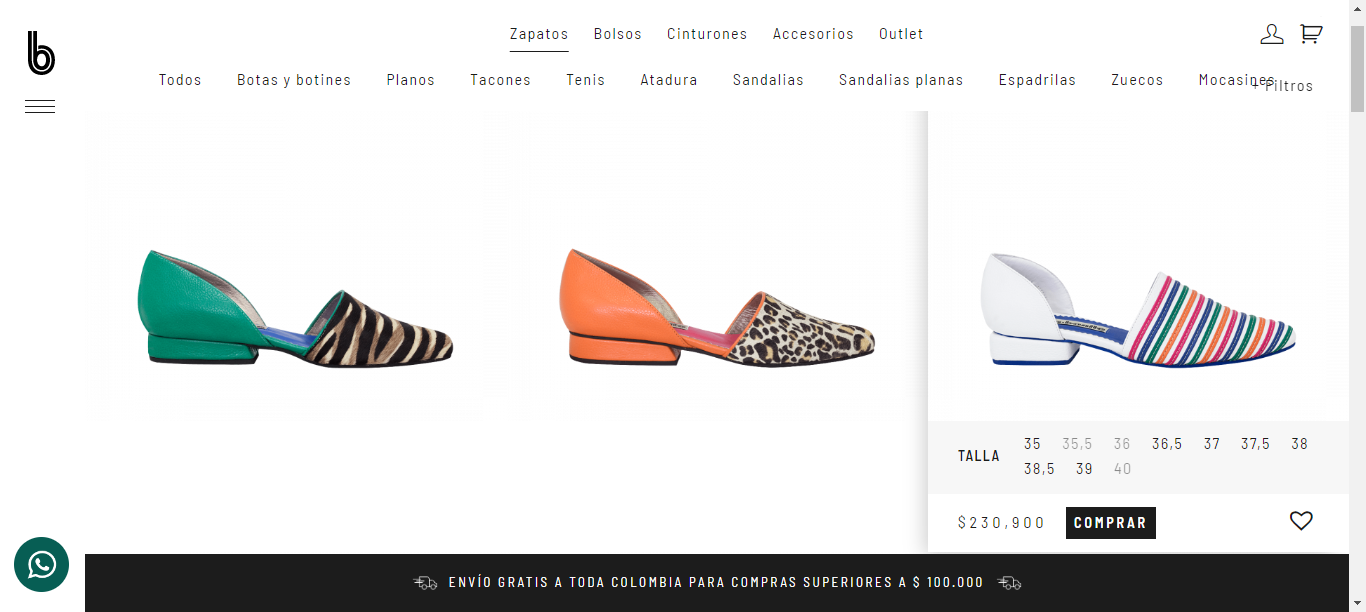 b
Zapatos Bolsos Cinturones Accesorios Outlet
Todos Botas y botines Planos Tacones Tenis Atadura Sandalias Sandalias planas Espadrilas Zuecos Mocasines + Filtros
TALLA
35 35,5 36 36,5 37 37,5 38
38,5 39 40
$230,900 COMPRAR
ENVÍO GRATIS A TODA COLOMBIA PARA COMPRAS SUPERIORES A $ 100.000